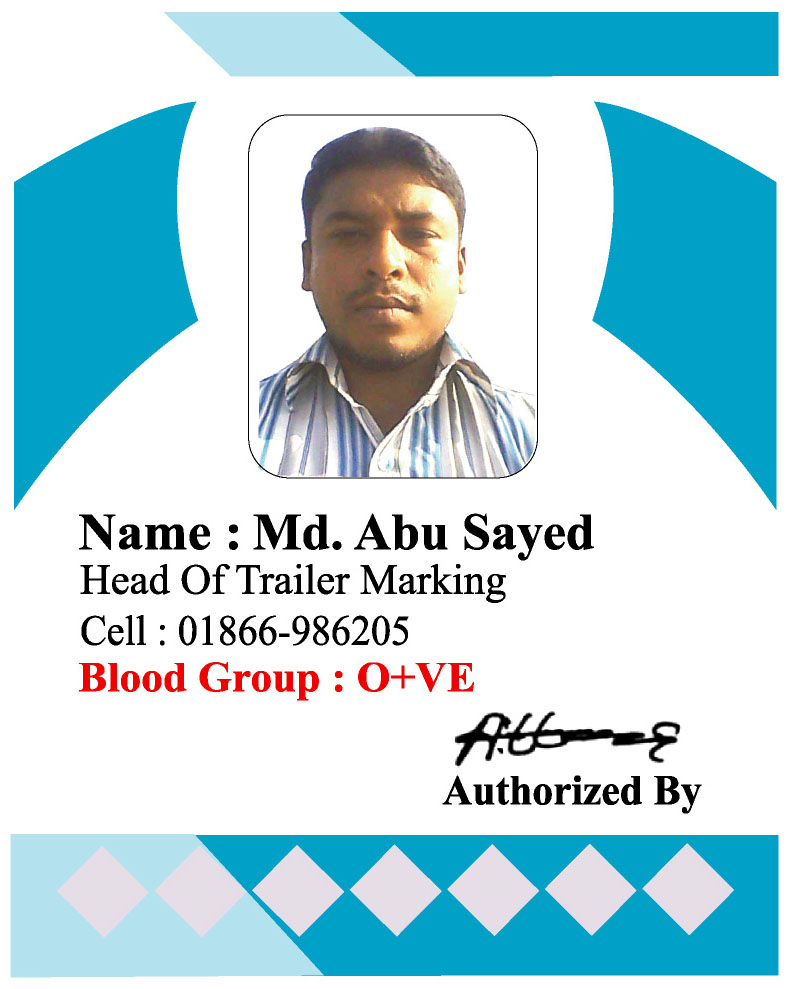 Name : Md. Abu Sayed
Head Of Trailer Marking
Cell : 01866-986205
Blood Group : O+VE
Authorized By